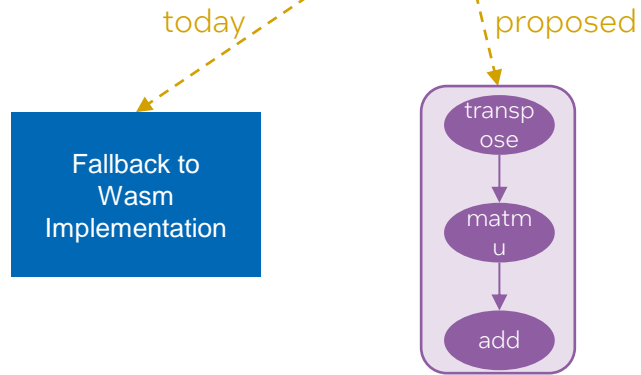 today
proposed
Fallback to
Wasm
Implementation
transp
ose
matm
u
add